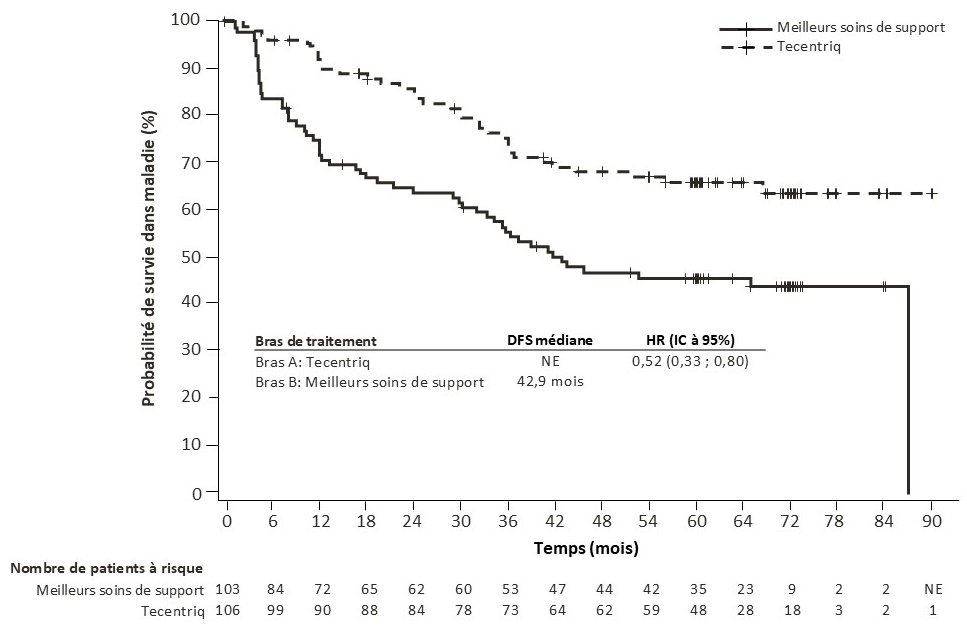 Meilleurs soins de support
Tecentriq
Probabilité de survie dans maladie (%)
100
90
80
70
60
50
40
30
20
10
0
Bras de traitement DFS médiane HR (IC à 95%)
Bras A: Tecentriq NE 0,52 (0,33 ; 0,80)
Bras B: Meilleurs soins de support 42,9 mois
0 6 12 18 24 30 36 42 48 54 60 64 72 78 84 90
Temps (mois)
Nombre de patients à risque
Meilleurs soins de support 103 84 72 65 62 60 53 47 44 42 35 23 9 2 2 NE
Tecentriq 106 99 90 88 84 78 73 64 62 59 48 28 18 3 2 1